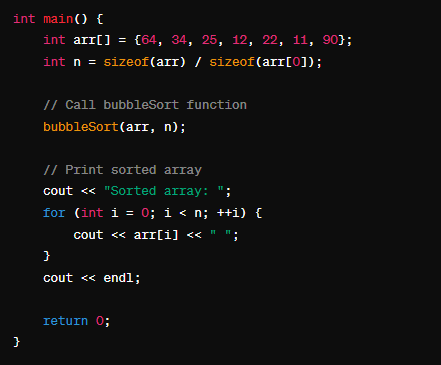 int main() {
    int arr[] = {64, 34, 25, 12, 22, 11, 90};
    int n = sizeof(arr) / sizeof(arr[0]);

    // Call bubbleSort function
    bubbleSort(arr, n);

    // Print sorted array
    cout << "Sorted array: ";
    for (int i = 0; i < n; ++i) {
        cout << arr[i] << " ";
    }
    cout << endl;

    return 0;
}